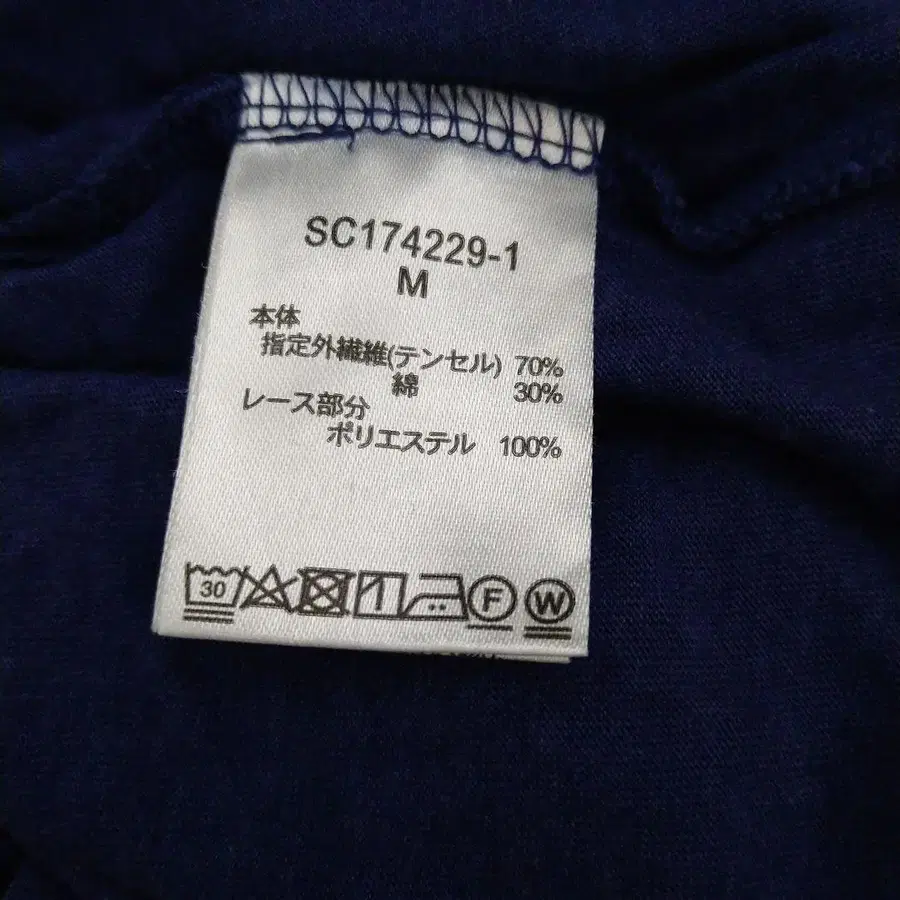 SC174229-1
M
本体
指定外繊維(テンセル) 70%
綿 30%
レース部分
ポリエステル 100%
30 F W